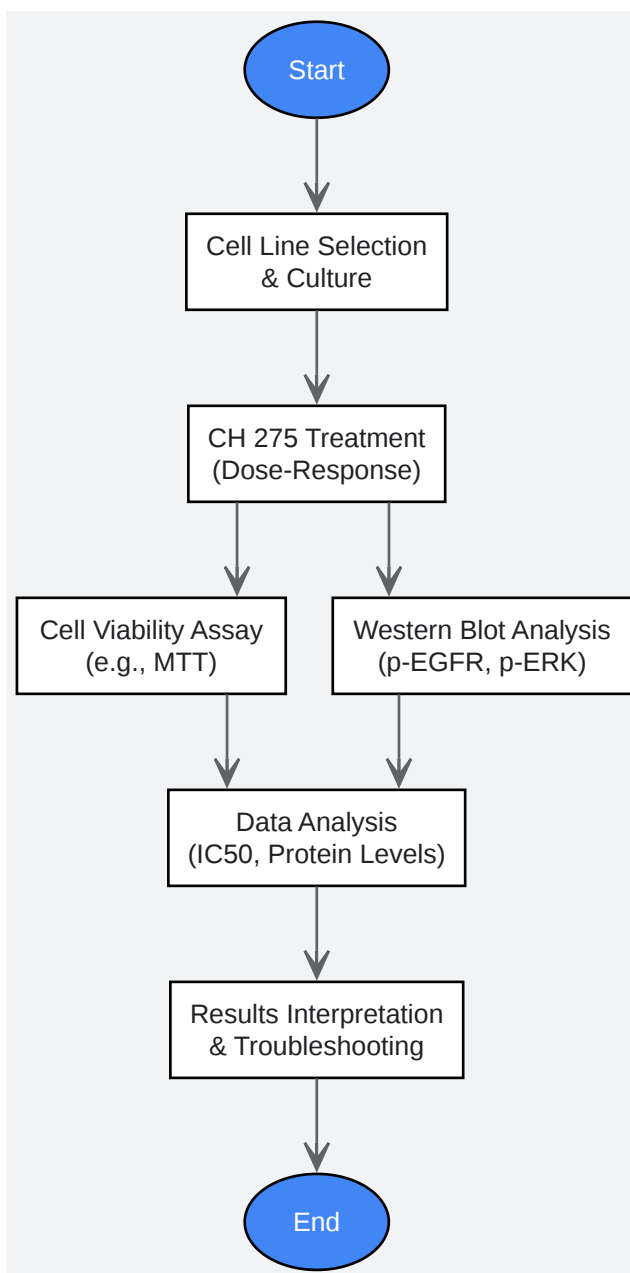 Start
Cell Line Selection
& Culture
CH 275 Treatment
(Dose-Response)
Cell Viability Assay
(e.g., MTT)
Western Blot Analysis
(p-EGFR, p-ERK)
Data Analysis
(IC50, Protein Levels)
Results Interpretation
& Troubleshooting
End